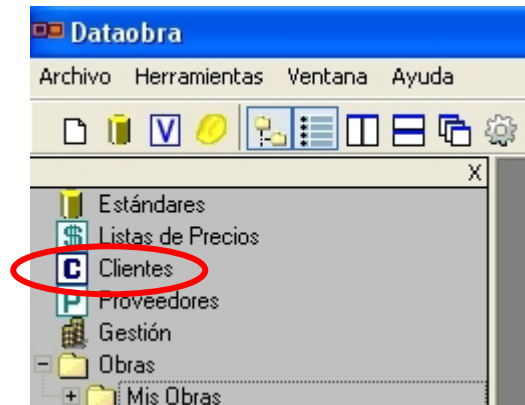 Dataobra
Archivo Herramientas Ventana Ayuda
V
X
Estándares
$ Listas de Precios
C Clientes
P Proveedores
Gestión
Obras
Mis Obras